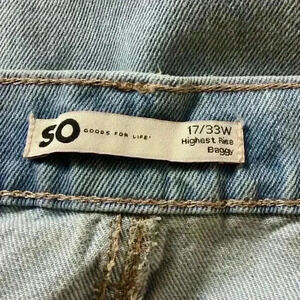 SO GOODS FOR LIFE
17/33W
Highest Rise
Baggy